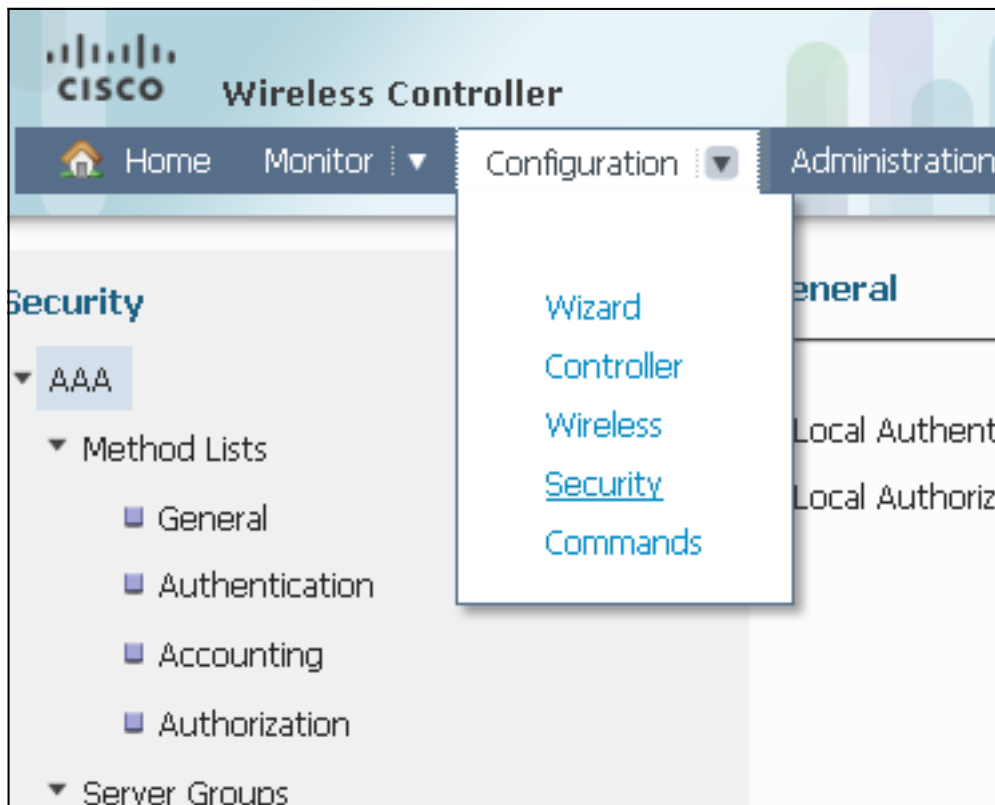 CISCO
Wireless Controller
Home Monitor Configuration Administration
Wizard
Controller
Wireless
Security
Commands
Security
AAA
Method Lists
General
Authentication
Accounting
Authorization
Server Groups
eneral
Local Authent
Local Authoriz